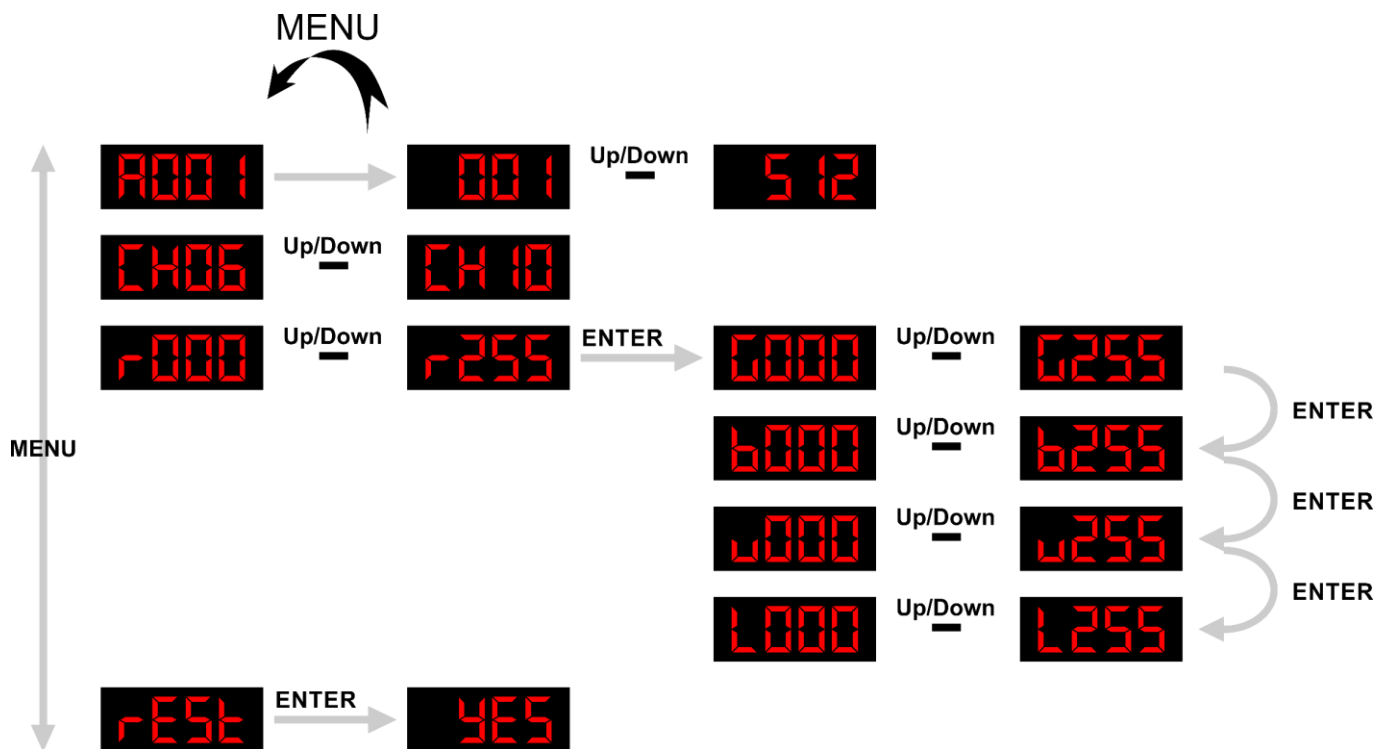 MENU
A001 001 Up/Down 512
CH06 Up/Down CH10
r000 Up/Down r255 ENTER G000 Up/Down G255
ENTER
MENU b000 Up/Down b255
ENTER
u000 Up/Down u255
ENTER
L000 Up/Down L255
rESt ENTER YES